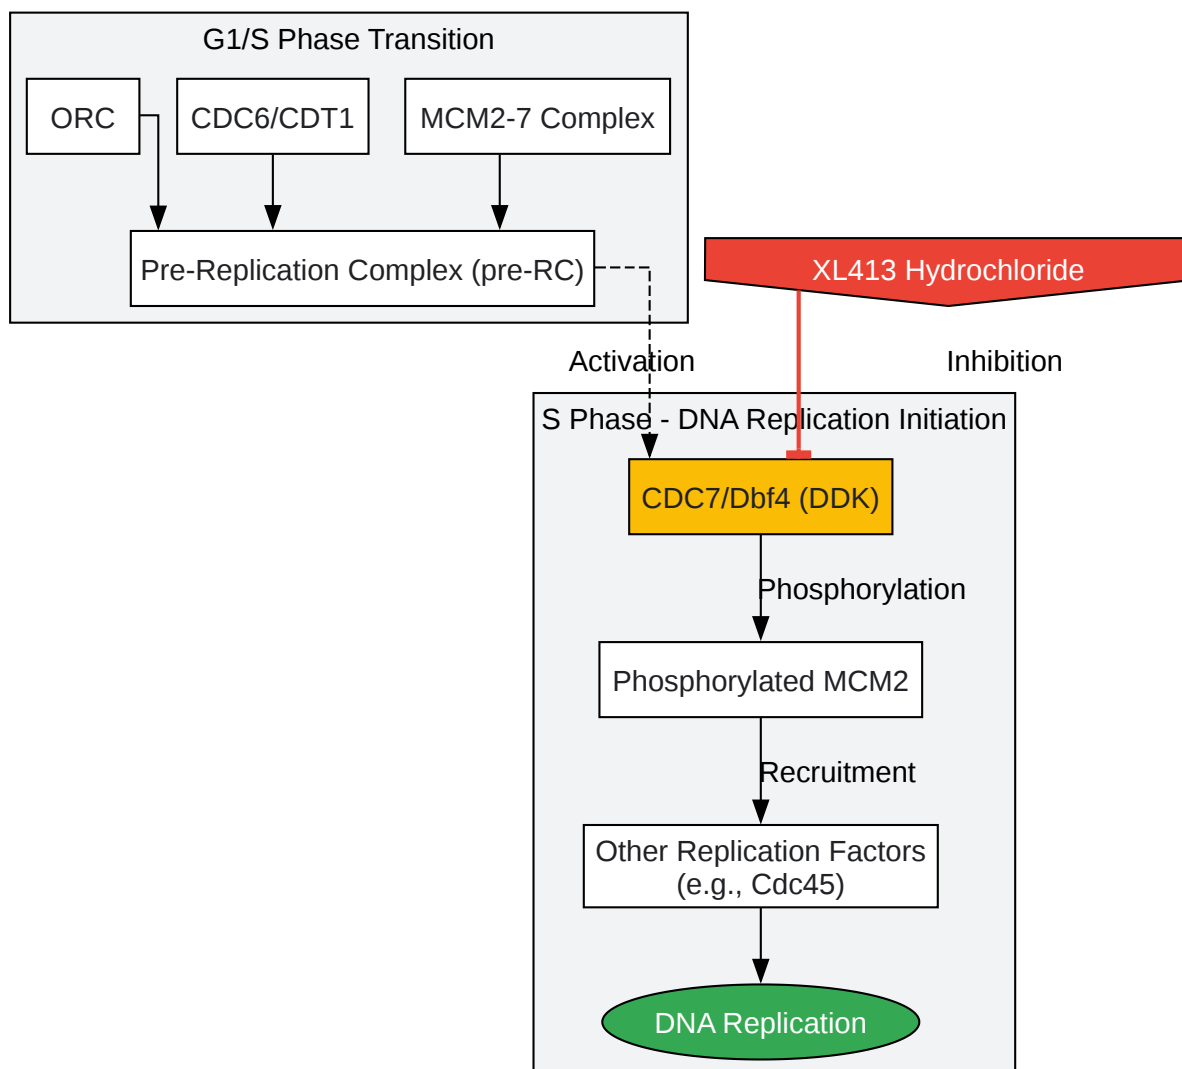 G1/S Phase Transition
ORC
CDC6/CDT1
MCM2-7 Complex
Pre-Replication Complex (pre-RC)
XL413 Hydrochloride
Activation
Inhibition
S Phase - DNA Replication Initiation
CDC7/Dbf4 (DDK)
Phosphorylation
Phosphorylated MCM2
Recruitment
Other Replication Factors
(e.g., Cdc45)
DNA Replication